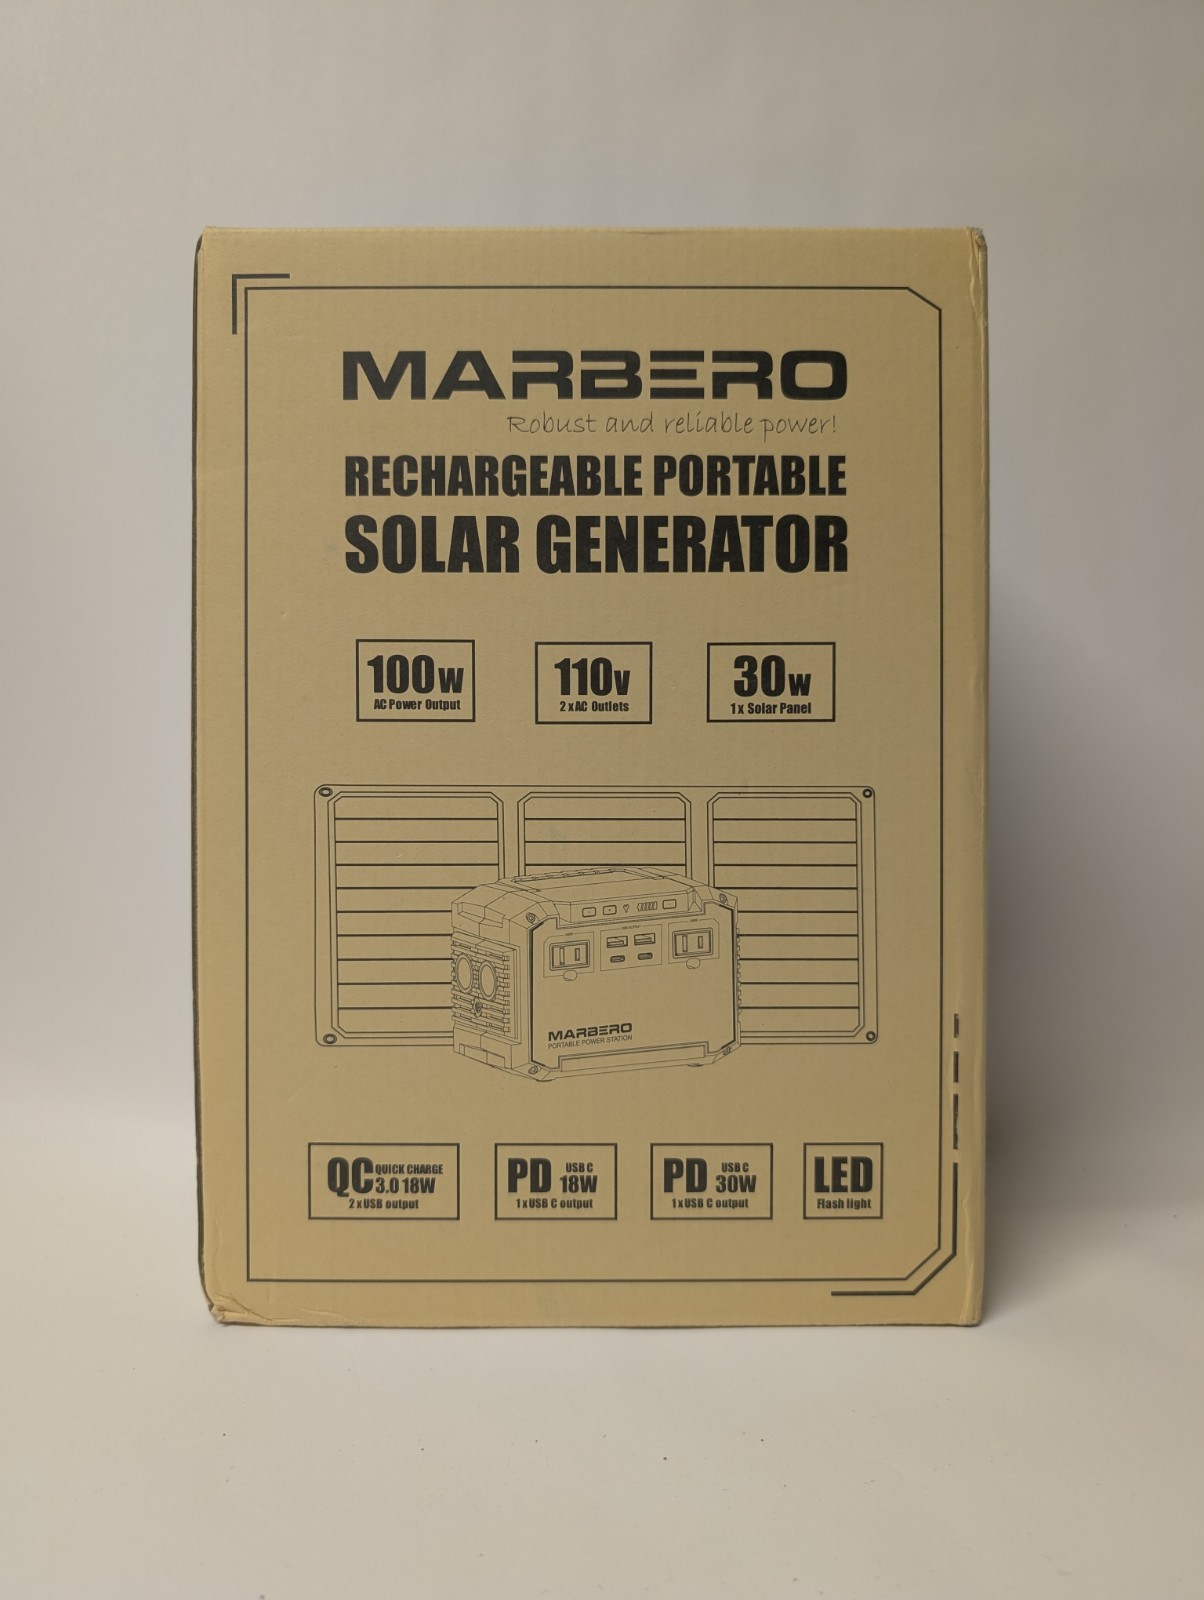 MARBERO
Robust and reliable power!
RECHARGEABLE PORTABLE
SOLAR GENERATOR
100W
AC Power Output
110V
2 x AC Outlets
30W
1 x Solar Panel
MARBERO
PORTABLE POWER STATION
QC QUICK CHARGE
3.0 18W
2 x USB output
PD USB C
18W
1 x USB C output
PD USB C
30W
1 x USB C output
LED
Flash light